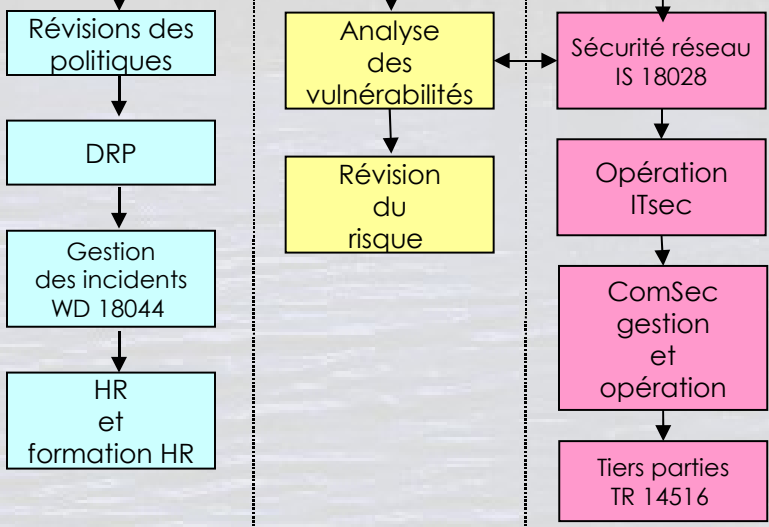 Révisions des
politiques
DRP
Gestion
des incidents
WD 18044
HR
et
formation HR
Analyse
des
vulnérabilités
Révision
du
risque
Sécurité réseau
IS 18028
Opération
ITsec
ComSec
gestion
et
opération
Tiers parties
TR 14516